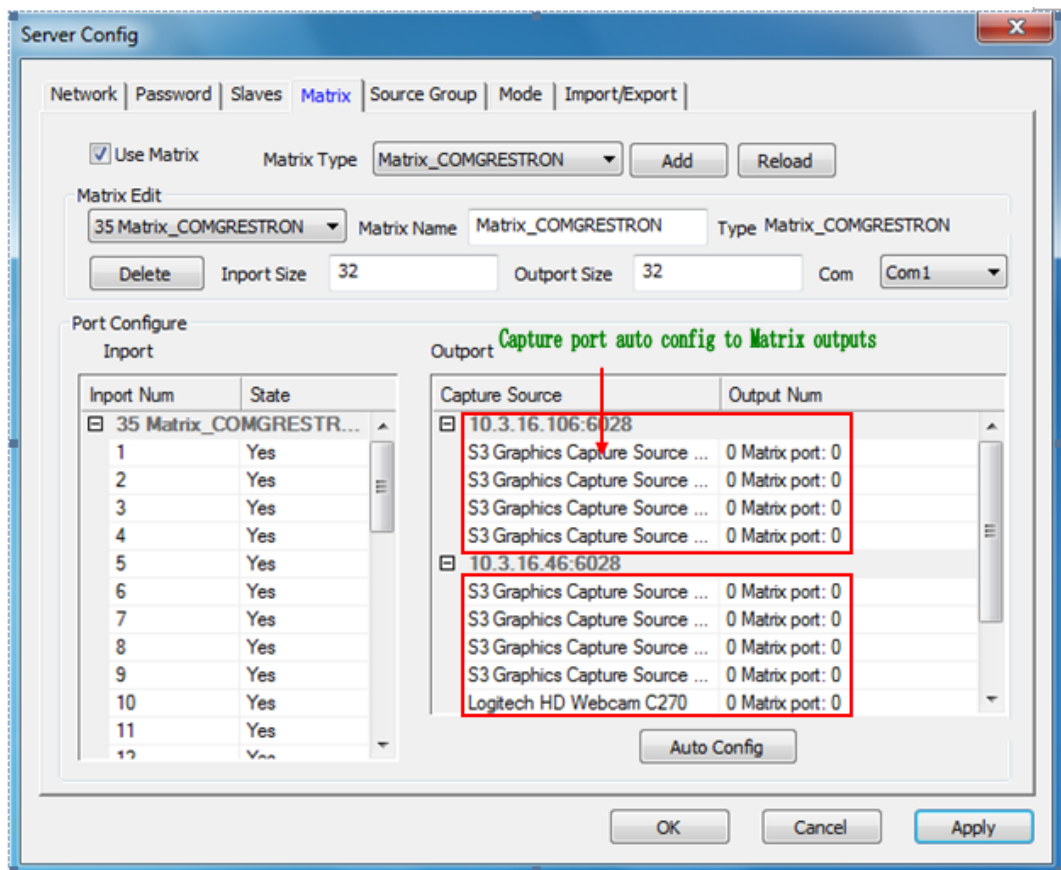 Server Config
Network Password Slaves Matrix Source Group Mode Import/Export
Use Matrix Matrix Type Matrix_COMGRESTRON Add Reload
Matrix Edit
35 Matrix_COMGRESTRON Matrix Name Matrix_COMGRESTRON Type Matrix_COMGRESTRON
Delete Inport Size 32 Outport Size 32 Com Com1
Port Configure
Inport
Inport Num State
35 Matrix_COMGRESTR...
1 Yes
2 Yes
3 Yes
4 Yes
5 Yes
6 Yes
7 Yes
8 Yes
9 Yes
10 Yes
11 Yes
12 Yes
Outport
Capture port auto config to Matrix outputs
Capture Source Output Num
10.3.16.106:6028
S3 Graphics Capture Source ... 0 Matrix port: 0
S3 Graphics Capture Source ... 0 Matrix port: 0
S3 Graphics Capture Source ... 0 Matrix port: 0
S3 Graphics Capture Source ... 0 Matrix port: 0
10.3.16.46:6028
S3 Graphics Capture Source ... 0 Matrix port: 0
S3 Graphics Capture Source ... 0 Matrix port: 0
S3 Graphics Capture Source ... 0 Matrix port: 0
S3 Graphics Capture Source ... 0 Matrix port: 0
Logitech HD Webcam C270 0 Matrix port: 0
Auto Config
OK Cancel Apply